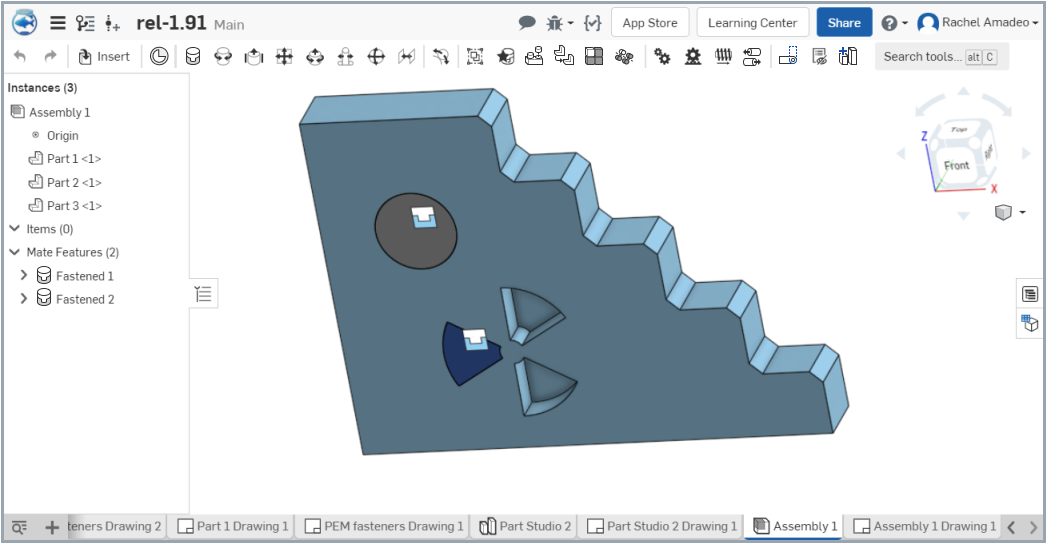 rel-1.91 Main
App Store
Learning Center
Share
Rachel Amadeo
Insert
Search tools... alt C
Instances (3)
Assembly 1
Origin
Part 1 <1>
Part 2 <1>
Part 3 <1>
Items (0)
Mate Features (2)
Fastened 1
Fastened 2
Top
Z
Front
Right
X
teners Drawing 2
Part 1 Drawing 1
PEM fasteners Drawing 1
Part Studio 2
Part Studio 2 Drawing 1
Assembly 1
Assembly 1 Drawing 1